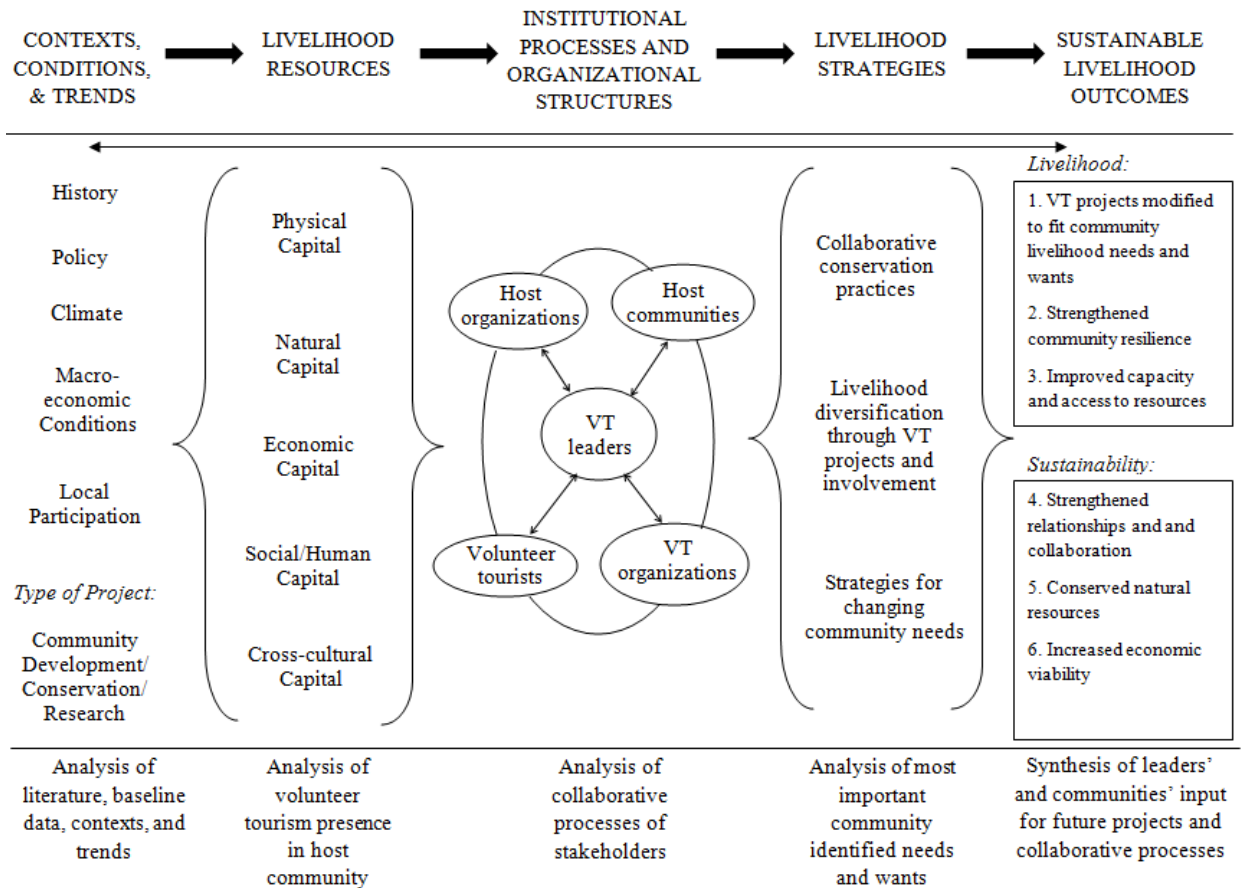 CONTEXTS,
CONDITIONS,
& TRENDS
LIVELIHOOD
RESOURCES
INSTITUTIONAL
PROCESSES AND
ORGANIZATIONAL
STRUCTURES
LIVELIHOOD
STRATEGIES
SUSTAINABLE
LIVELIHOOD
OUTCOMES
History
Policy
Climate
Macro-
economic
Conditions
Local
Participation
Type of Project:
Community
Development/
Conservation/
Research
Physical
Capital
Natural
Capital
Economic
Capital
Social/Human
Capital
Cross-cultural
Capital
Host
organizations
Host
communities
VT
leaders
Volunteer
tourists
VT
organizations
Collaborative
conservation
practices
Livelihood
diversification
through VT
projects and
involvement
Strategies for
changing
community needs
Livelihood:
1. VT projects modified
to fit community
livelihood needs and
wants
2. Strengthened
community resilience
3. Improved capacity
and access to resources
Sustainability:
4. Strengthened
relationships and and
collaboration
5. Conserved natural
resources
6. Increased economic
viability
Analysis of
literature, baseline
data, contexts, and
trends
Analysis of
volunteer
tourism presence
in host
community
Analysis of
collaborative
processes of
stakeholders
Analysis of most
important
community
identified needs
and wants
Synthesis of leaders’
and communities’ input
for future projects and
collaborative processes